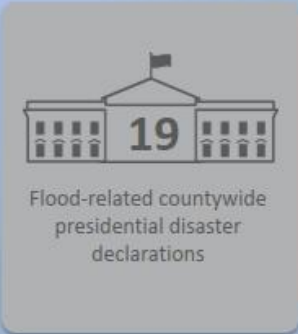 19
Flood-related countywide
presidential disaster
declarations